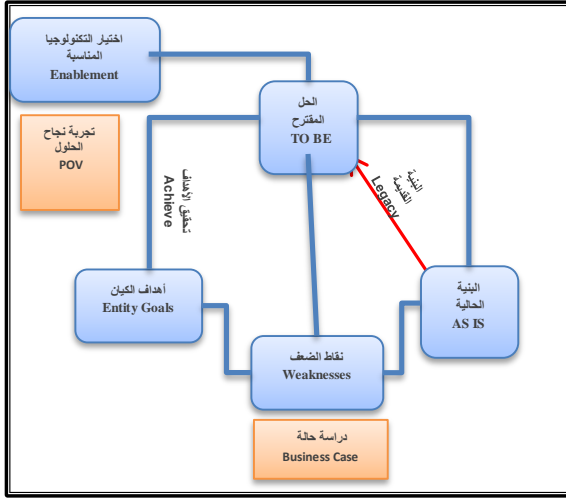 اختيار التكنولوجيا
المناسبة
Enablement
الحل
المقترح
TO BE
تجربة نجاح
الحلول
POV
تحقيق الأهداف
Achieve
البنية
القديمة
Legacy
أهداف الكيان
Entity Goals
البنية
الحالية
AS IS
نقاط الضعف
Weaknesses
دراسة حالة
Business Case